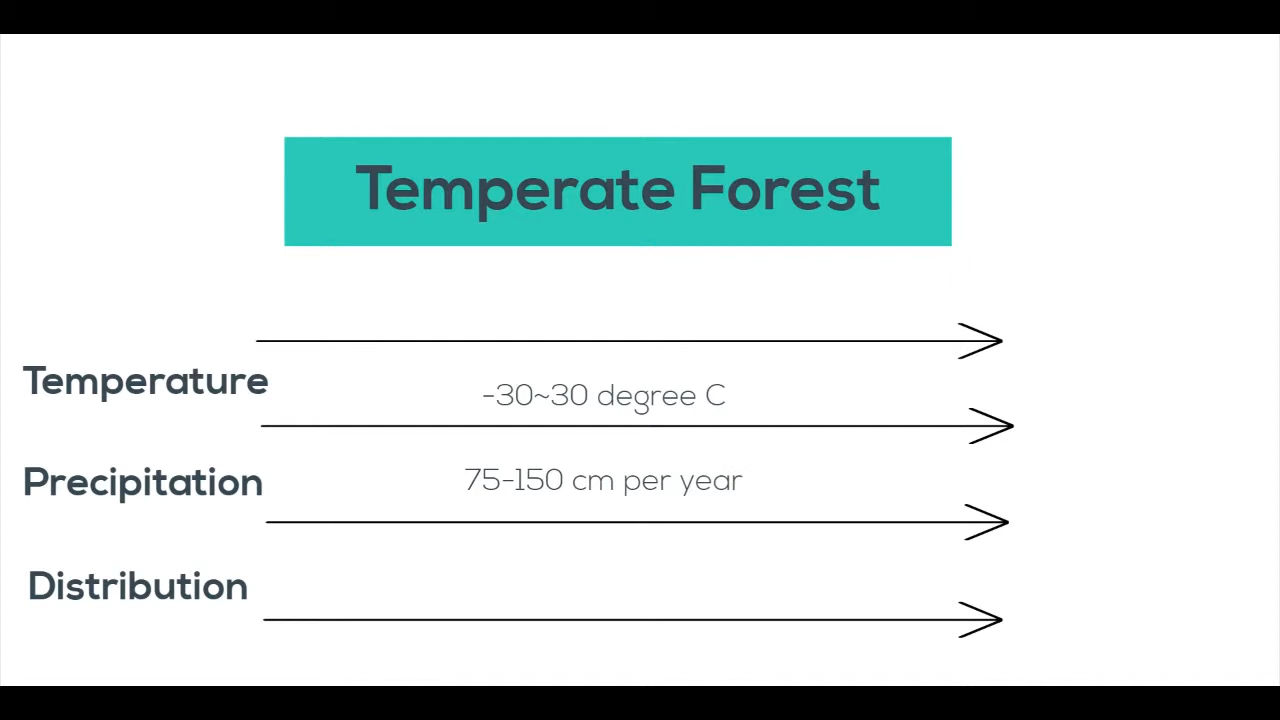 Temperate Forest
Temperature
-30~30 degree C
Precipitation
75-150 cm per year
Distribution